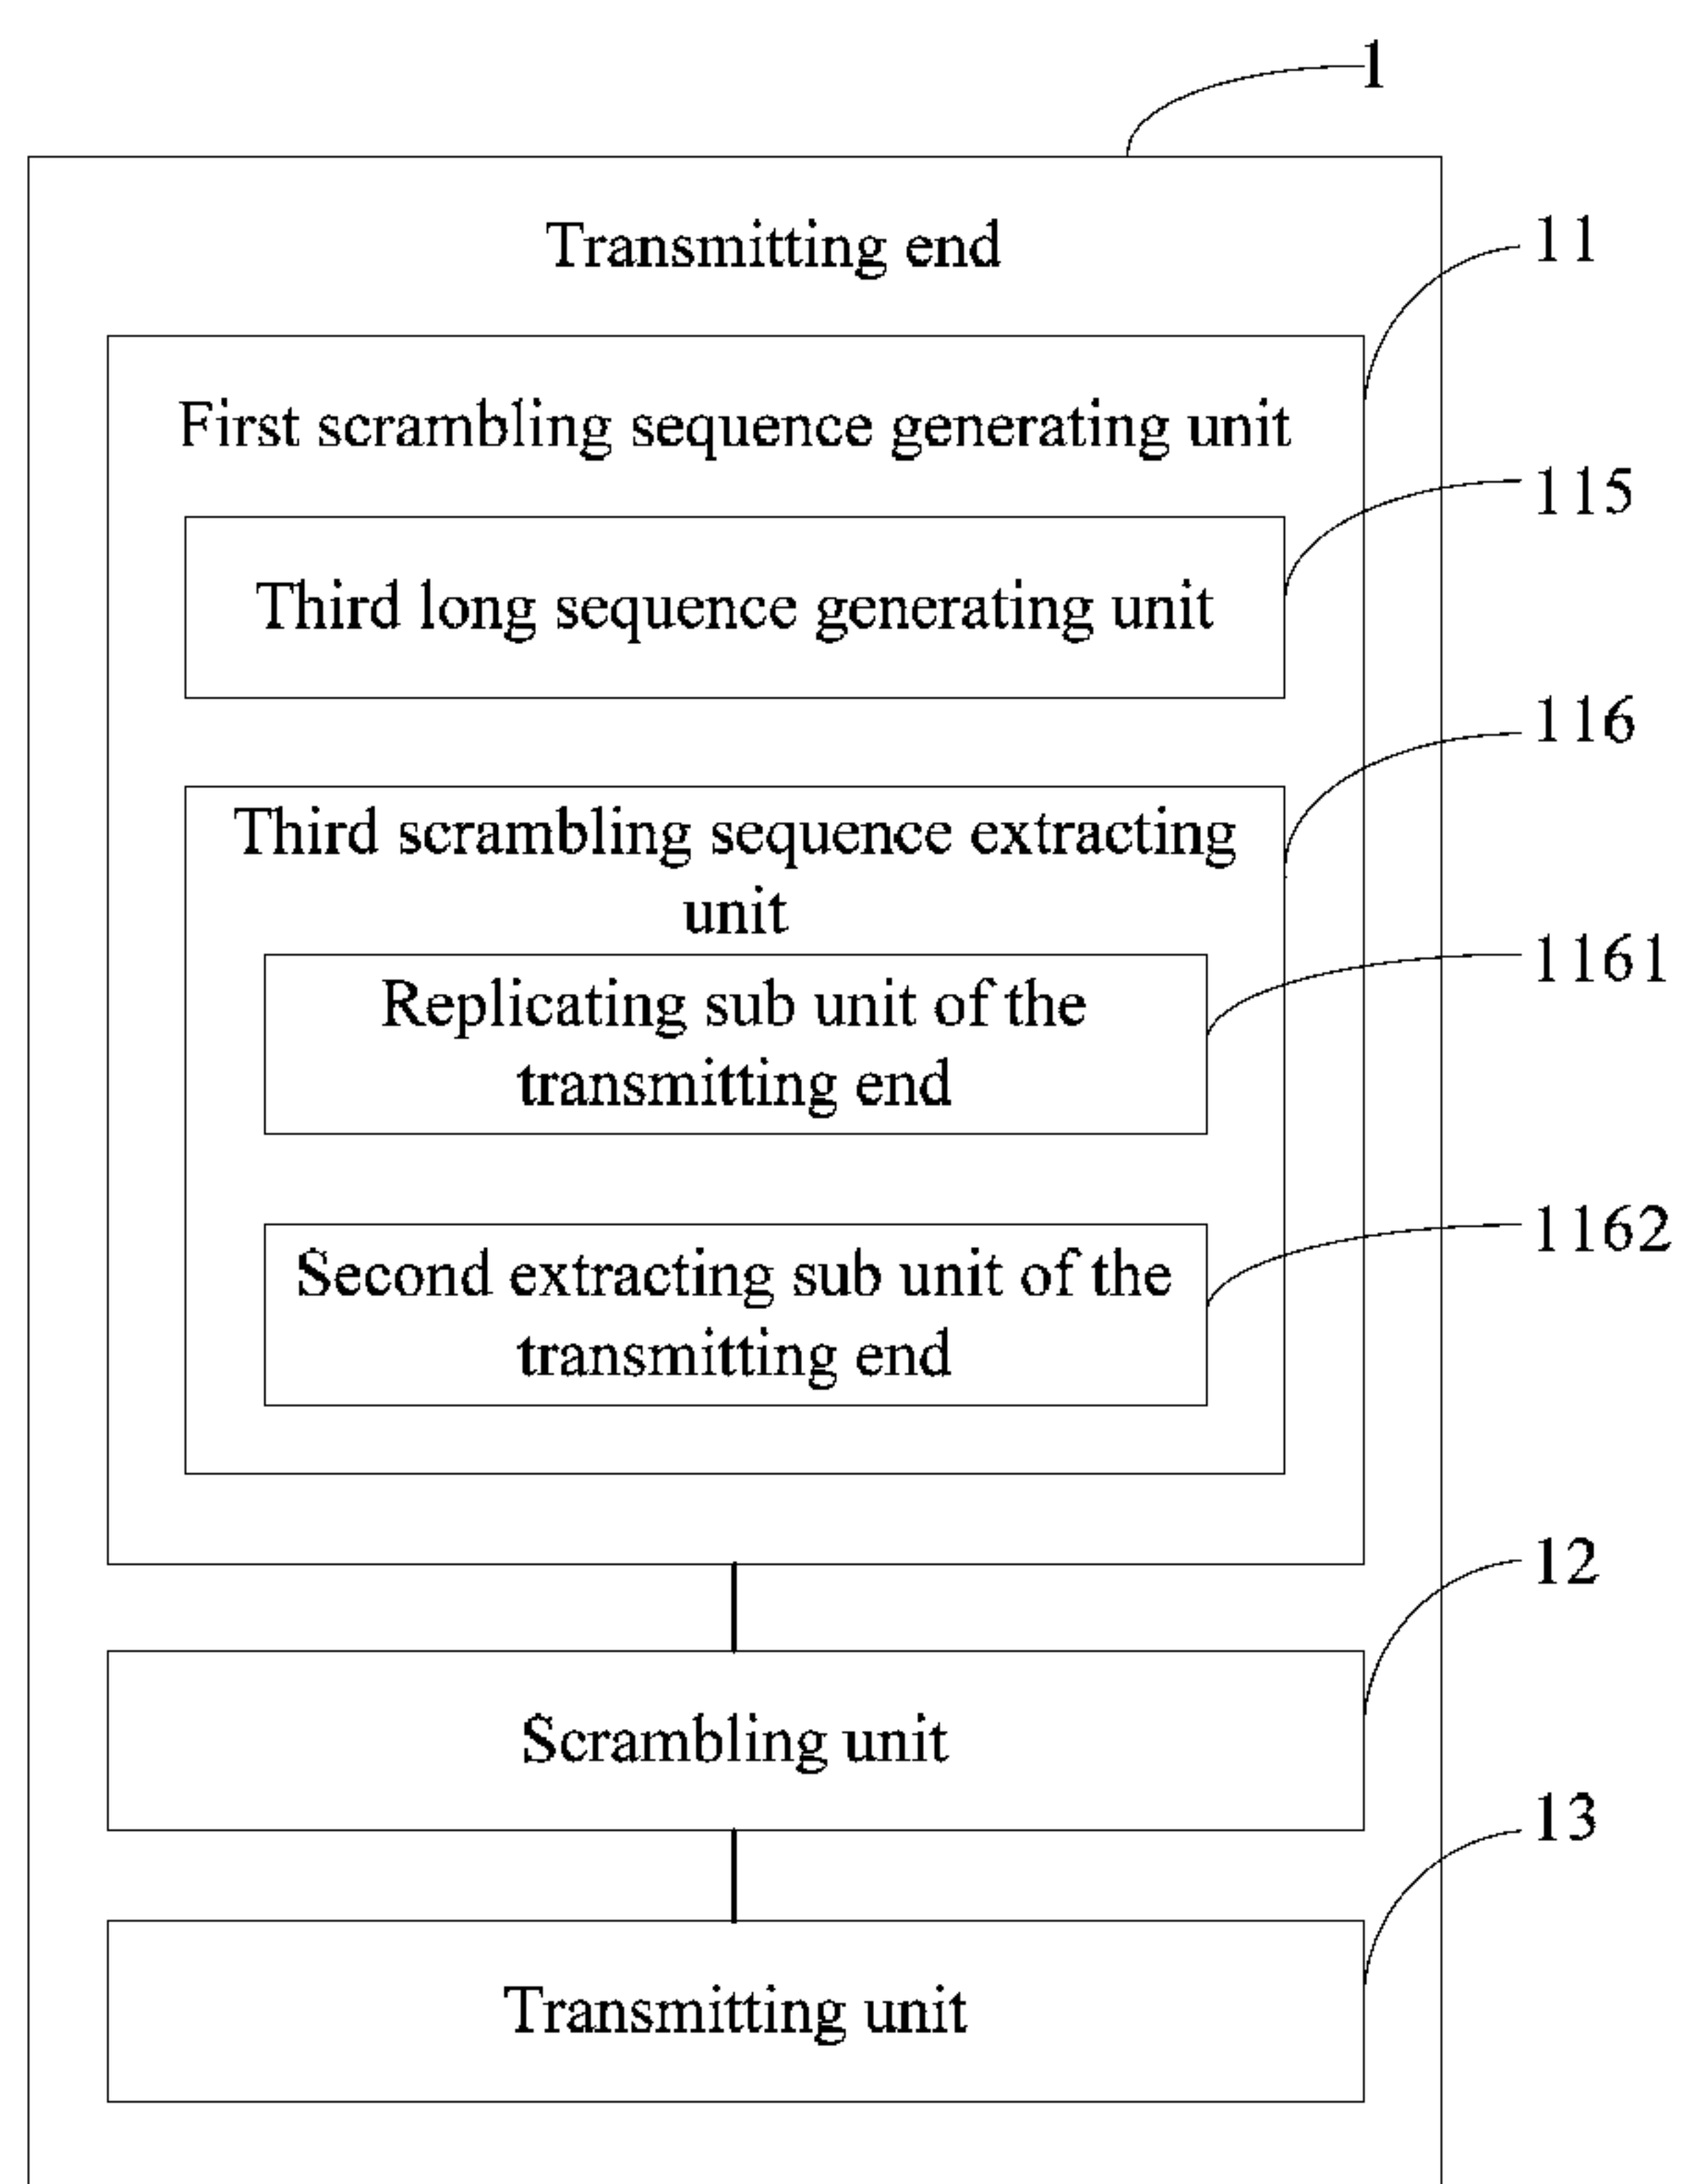 1
Transmitting end
11
First scrambling sequence generating unit
115
Third long sequence generating unit
116
Third scrambling sequence extracting
unit
1161
Replicating sub unit of the
transmitting end
1162
Second extracting sub unit of the
transmitting end
12
Scrambling unit
13
Transmitting unit